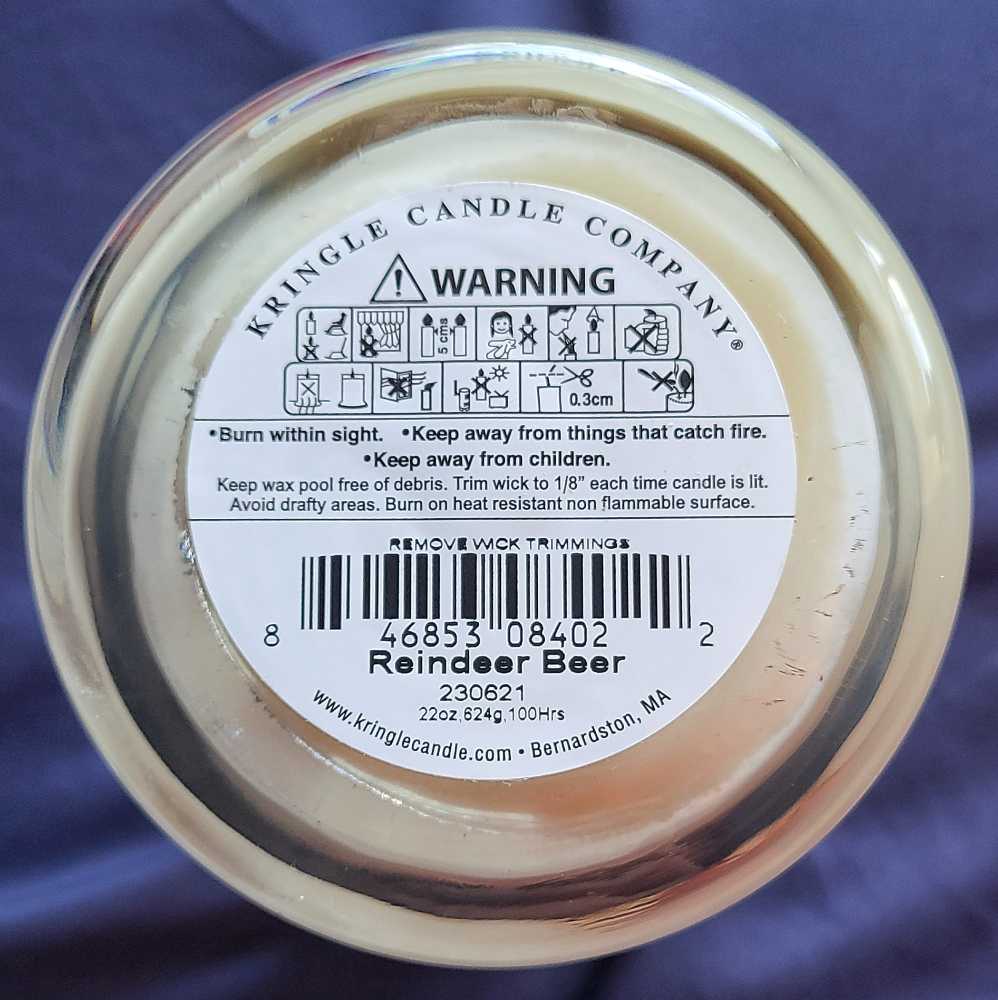 KRINGLE CANDLE COMPANY®
WARNING
5 cms
0.3cm
•Burn within sight. •Keep away from things that catch fire.
•Keep away from children.
Keep wax pool free of debris. Trim wick to 1/8” each time candle is lit.
Avoid drafty areas. Burn on heat resistant non flammable surface.
REMOVE WICK TRIMMINGS
8 46853 08402 2
Reindeer Beer
230621
22oz,624g,100Hrs
www.kringlecandle.com • Bernardston, MA